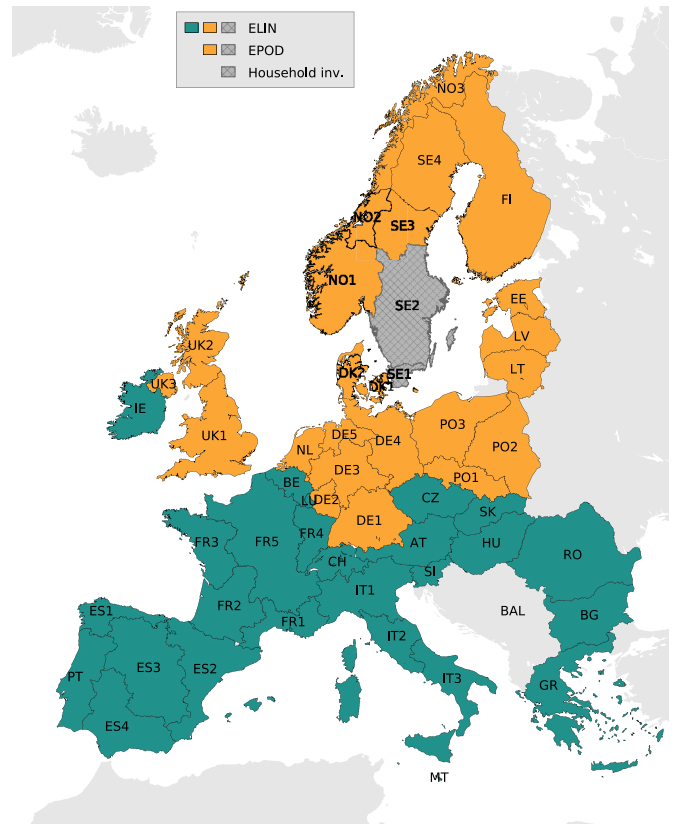 ELIN
EPOD
Household inv.
NO3
SE4
FI
NO2
SE3
NO1
SE2
EE
LV
LT
UK2
UK3
IE
UK1
DK2
SE1
DK1
NL
DE5
DE4
PO3
PO2
DE3
PO1
BE
LU
DE2
CZ
SK
DE1
FR3
FR5
FR4
AT
HU
RO
CH
SI
IT1
FR2
FR1
BAL
BG
ES1
IT2
PT
ES3
ES2
IT3
GR
ES4
MT